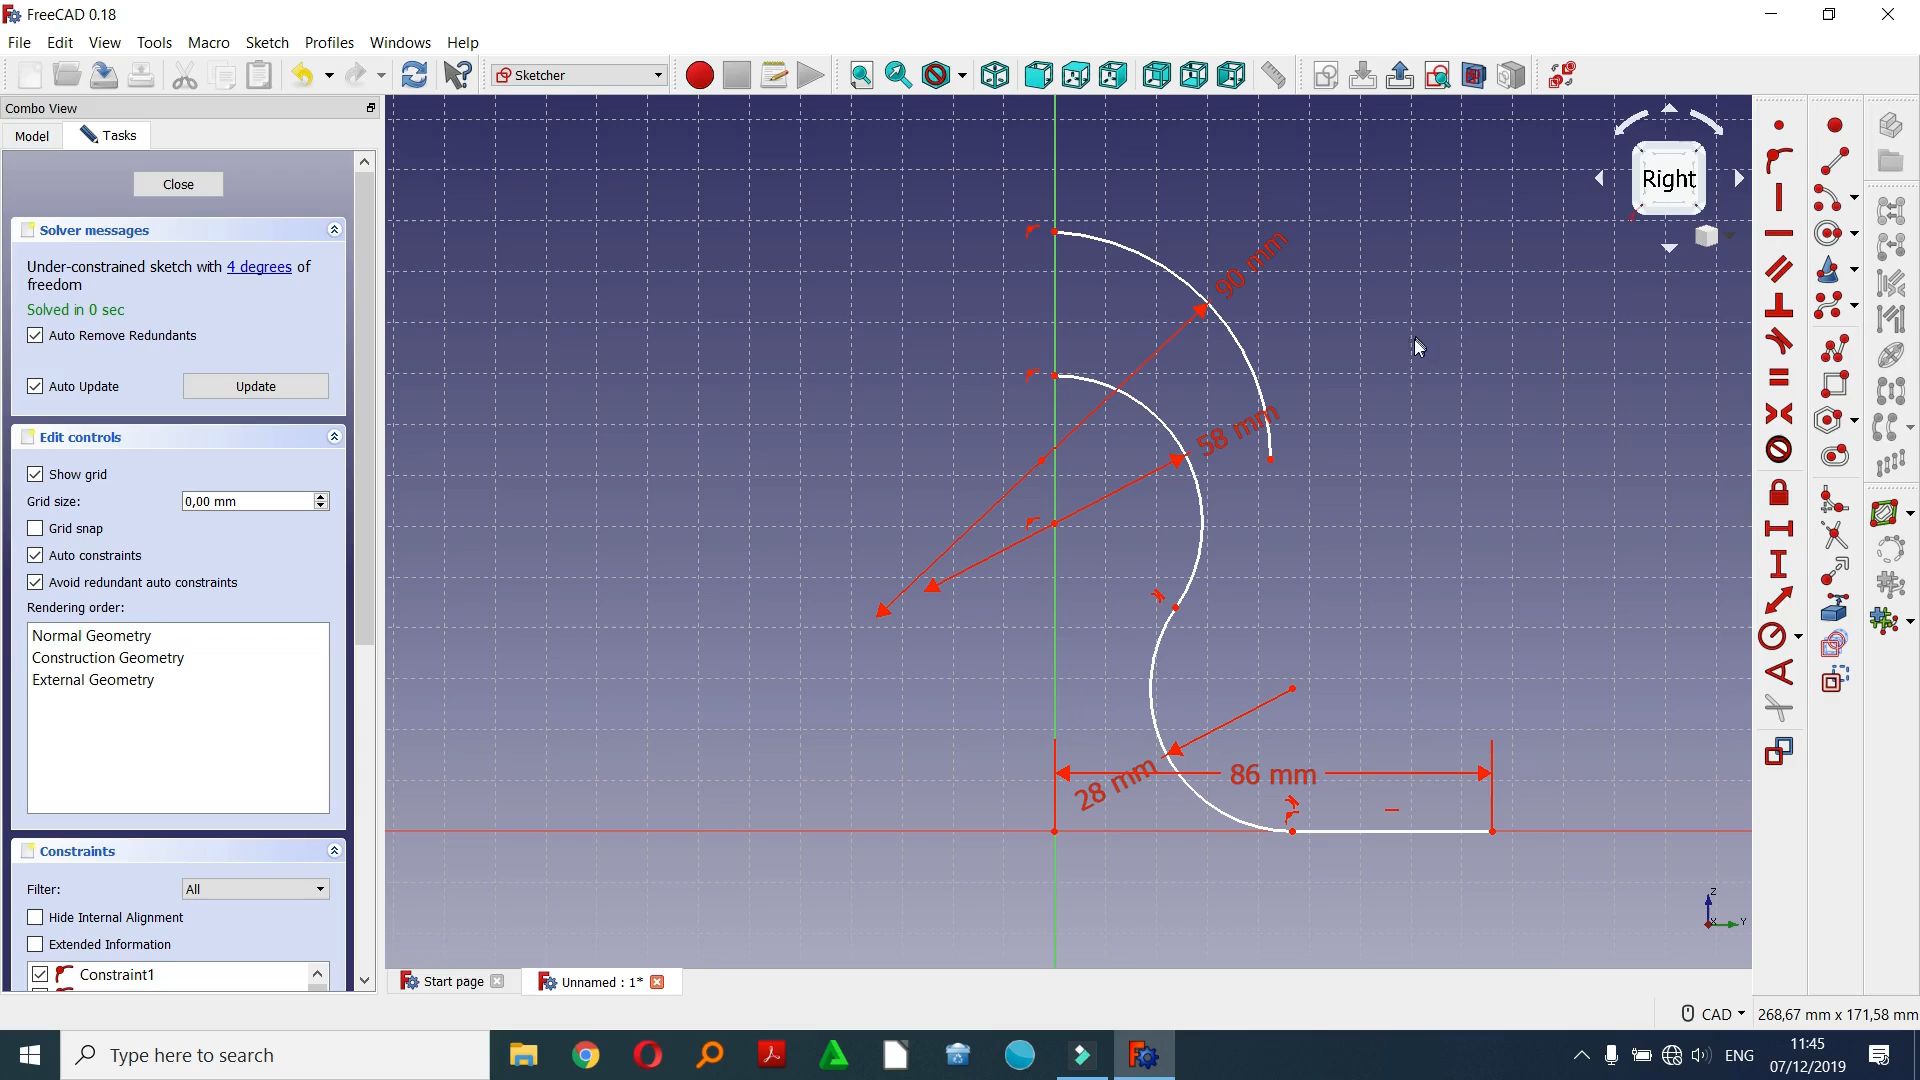 FreeCAD 0.18
File Edit View Tools Macro Sketch Profiles Windows Help
Sketcher
Combo View
Model
Tasks
Close
Solver messages
Under-constrained sketch with 4 degrees of
freedom
Solved in 0 sec
Auto Remove Redundants
Auto Update
Update
Edit controls
Show grid
Grid size:
0,00 mm
Grid snap
Auto constraints
Avoid redundant auto constraints
Rendering order:
Normal Geometry
Construction Geometry
External Geometry
Constraints
Filter:
All
Hide Internal Alignment
Extended Information
Constraint1
Right
90 mm
58 mm
28 mm
86 mm
Z
X
Y
Start page
Unnamed : 1*
CAD
268,67 mm x 171,58 mm
Type here to search
ENG
11:45
07/12/2019